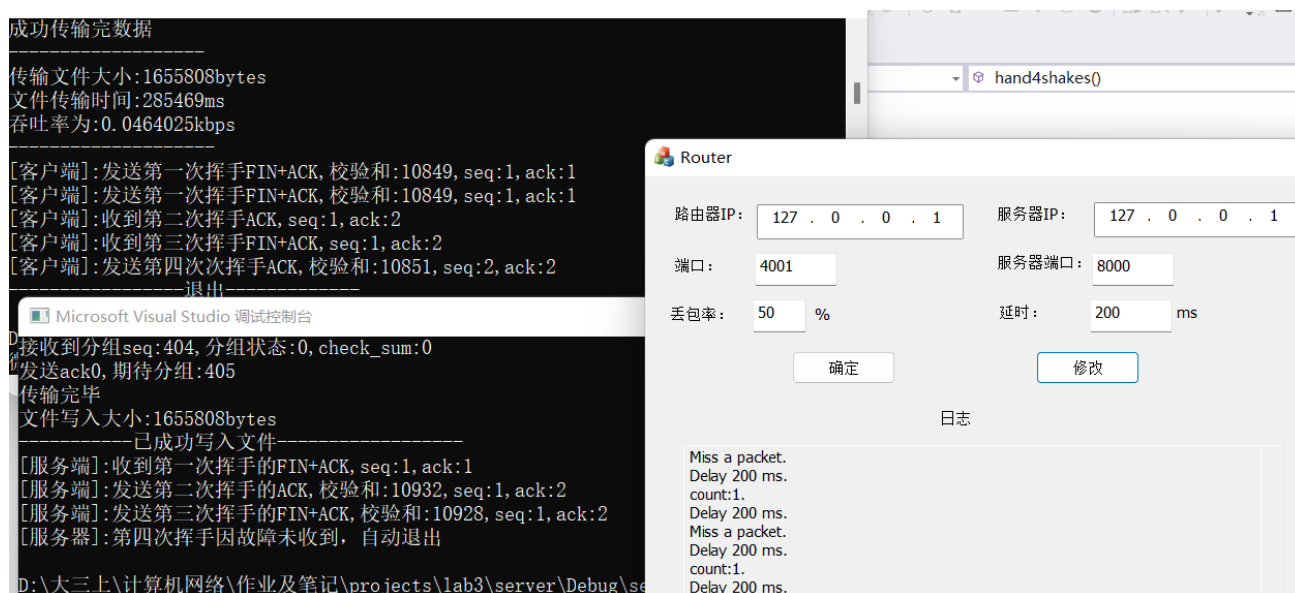 成功传输完数据
-------------------
传输文件大小:1655808bytes
文件传输时间:285469ms
吞吐率为:0.0464025kbps
--------------------
[客户端]:发送第一次挥手FIN+ACK,校验和:10849,seq:1,ack:1
[客户端]:发送第一次挥手FIN+ACK,校验和:10849,seq:1,ack:1
[客户端]:收到第二次挥手ACK,seq:1,ack:2
[客户端]:收到第三次挥手FIN+ACK,seq:1,ack:2
[客户端]:发送第四次次挥手ACK,校验和:10851,seq:2,ack:2
-----------------退出-------------
hand4shakes()
Microsoft Visual Studio 调试控制台
接收到分组seq:404,分组状态:0,check_sum:0
发送ack0,期待分组:405
传输完毕
文件写入大小:1655808bytes
-----------已成功写入文件------------------
[服务端]:收到第一次挥手的FIN+ACK,seq:1,ack:1
[服务端]:发送第二次挥手的ACK,校验和:10932,seq:1,ack:2
[服务端]:发送第三次挥手的FIN+ACK,校验和:10928,seq:1,ack:2
[服务器]:第四次挥手因故障未收到，自动退出
D:\大三上\计算机网络\作业及笔记\projects\lab3\server\Debug\se
Router
路由器IP： 127 . 0 . 0 . 1 服务器IP： 127 . 0 . 0 . 1
端口： 4001 服务器端口： 8000
丢包率： 50 % 延时： 200 ms
确定 修改
日志
Miss a packet.
Delay 200 ms.
count:1.
Delay 200 ms.
Miss a packet.
Delay 200 ms.
count:1.
Delay 200 ms.